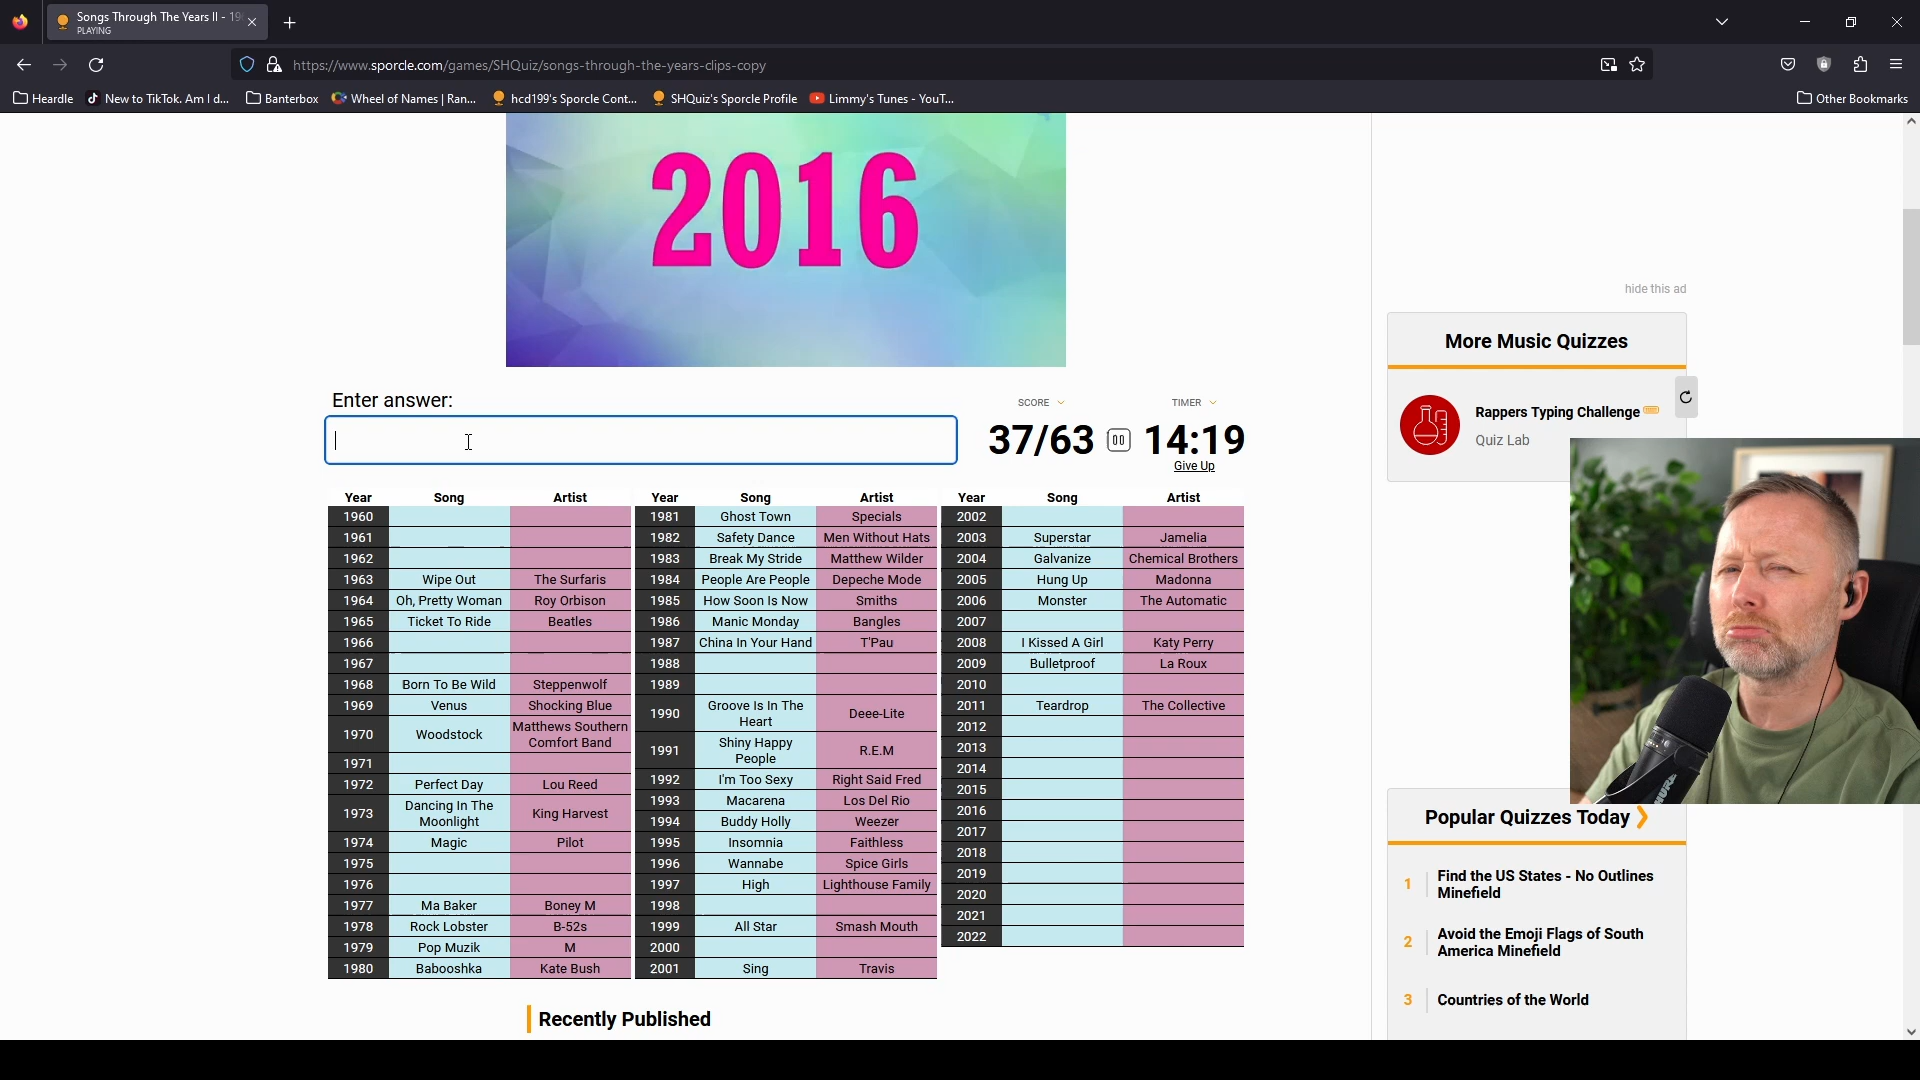 Songs Through The Years II - 19
PLAYING
https://www.sporcle.com/games/SHQuiz/songs-through-the-years-clips-copy
Heardle
New to TikTok. Am I d...
Banterbox
Wheel of Names | Ran...
hcd199's Sporcle Cont...
SHQuiz's Sporcle Profile
Limmy's Tunes - YouT...
Other Bookmarks
2016
Enter answer:
SCORE
TIMER
37/63
14:19
Give Up
Year Song Artist
1960
1961
1962
1963 Wipe Out The Surfaris
1964 Oh, Pretty Woman Roy Orbison
1965 Ticket To Ride Beatles
1966
1967
1968 Born To Be Wild Steppenwolf
1969 Venus Shocking Blue
1970 Woodstock Matthews Southern
Comfort Band
1971
1972 Perfect Day Lou Reed
1973 Dancing In The
Moonlight King Harvest
1974 Magic Pilot
1975
1976
1977 Ma Baker Boney M
1978 Rock Lobster B-52s
1979 Pop Muzik M
1980 Babooshka Kate Bush
Year Song Artist
1981 Ghost Town Specials
1982 Safety Dance Men Without Hats
1983 Break My Stride Matthew Wilder
1984 People Are People Depeche Mode
1985 How Soon Is Now Smiths
1986 Manic Monday Bangles
1987 China In Your Hand T'Pau
1988
1989
1990 Groove Is In The
Heart Deee-Lite
1991 Shiny Happy
People R.E.M
1992 I'm Too Sexy Right Said Fred
1993 Macarena Los Del Rio
1994 Buddy Holly Weezer
1995 Insomnia Faithless
1996 Wannabe Spice Girls
1997 High Lighthouse Family
1998
1999 All Star Smash Mouth
2000
2001 Sing Travis
Year Song Artist
2002
2003 Superstar Jamelia
2004 Galvanize Chemical Brothers
2005 Hung Up Madonna
2006 Monster The Automatic
2007
2008 I Kissed A Girl Katy Perry
2009 Bulletproof La Roux
2010
2011 Teardrop The Collective
2012
2013
2014
2015
2016
2017
2018
2019
2020
2021
2022
Recently Published
hide this ad
More Music Quizzes
Rappers Typing Challenge
Quiz Lab
Popular Quizzes Today
1 Find the US States - No Outlines
Minefield
2 Avoid the Emoji Flags of South
America Minefield
3 Countries of the World